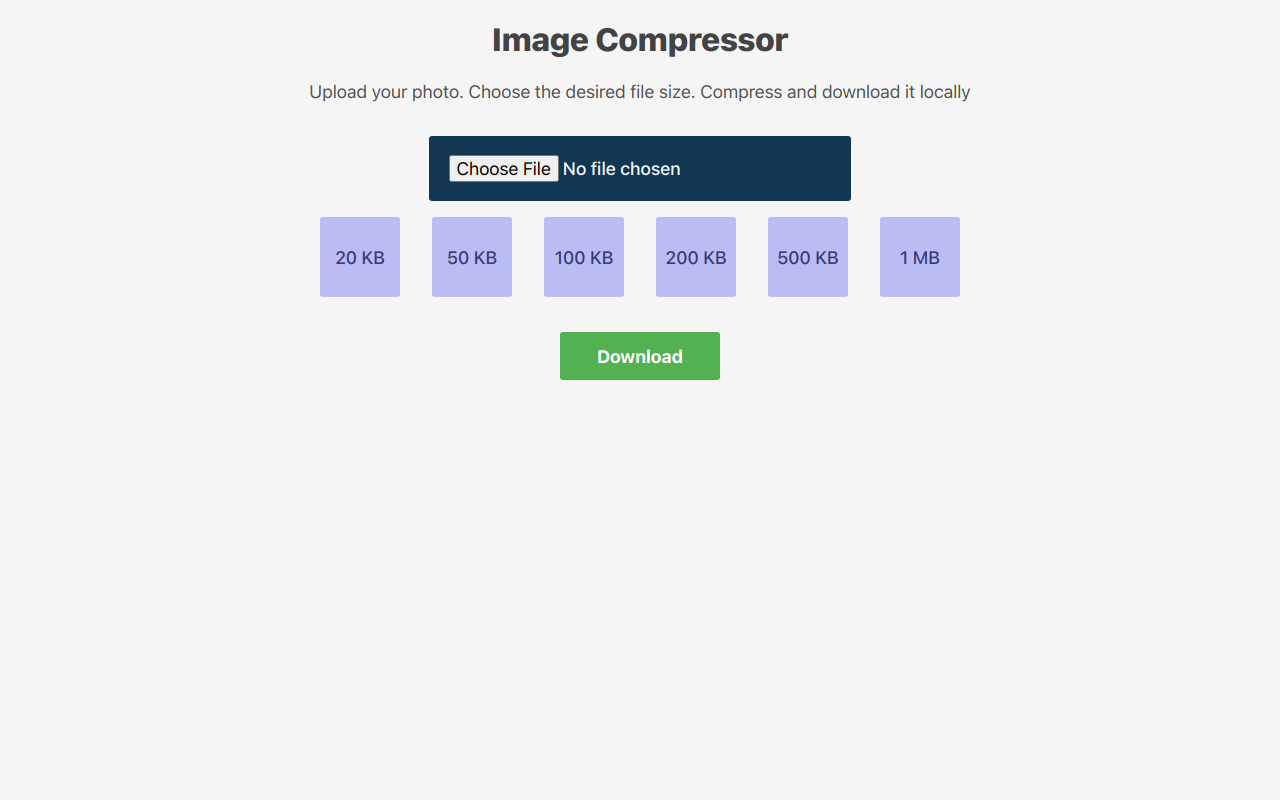 Image Compressor
Upload your photo. Choose the desired file size. Compress and download it locally
Choose File No file chosen
20 KB 50 KB 100 KB 200 KB 500 KB 1 MB
Download